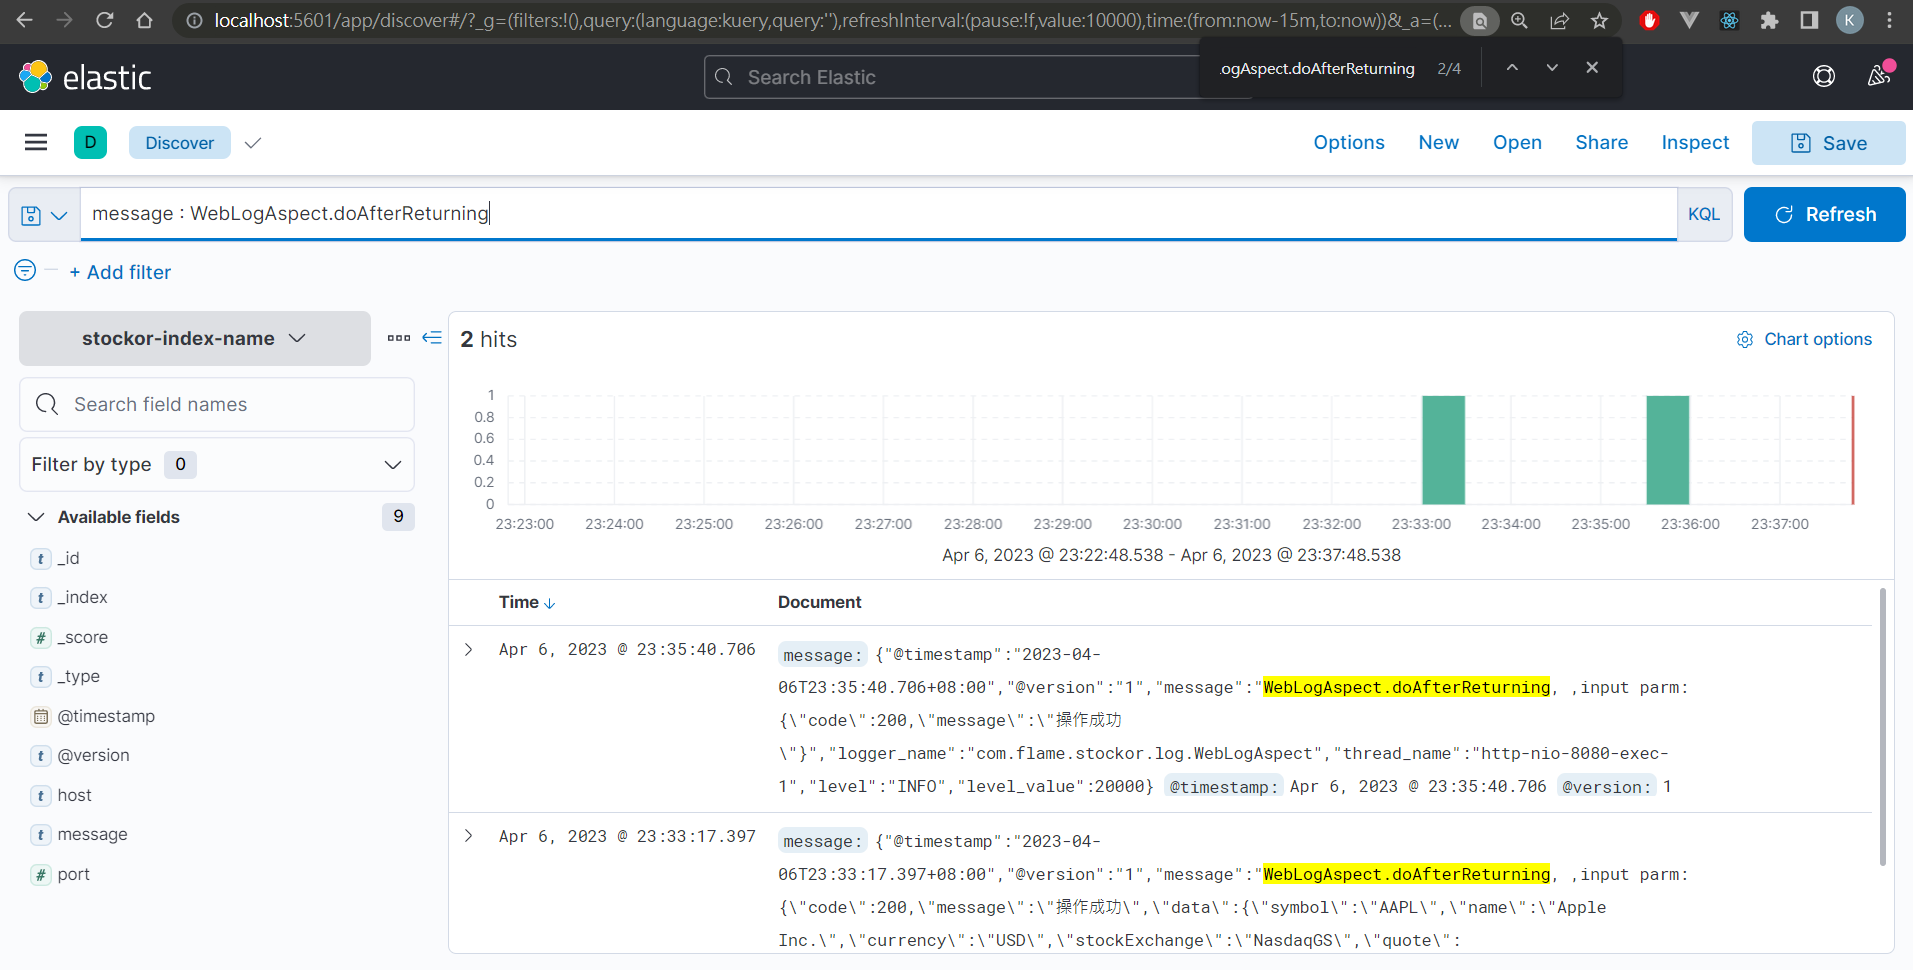 localhost:5601/app/discover#/?_g=(filters:!(),query:(language:kuery,query:''),refreshInterval:(pause:!f,value:10000),time:(from:now-15m,to:now))&_a=(...
K
elastic
Search Elastic
.ogAspect.doAfterReturning 2/4
D
Discover
Options New Open Share Inspect Save
message : WebLogAspect.doAfterReturning
KQL
Refresh
+ Add filter
stockor-index-name
Search field names
Filter by type 0
Available fields 9
t _id
t _index
# _score
t _type
@timestamp
t @version
t host
t message
# port
2 hits
Chart options
1
0.8
0.6
0.4
0.2
0
23:23:00 23:24:00 23:25:00 23:26:00 23:27:00 23:28:00 23:29:00 23:30:00 23:31:00 23:32:00 23:33:00 23:34:00 23:35:00 23:36:00 23:37:00
Apr 6, 2023 @ 23:22:48.538 - Apr 6, 2023 @ 23:37:48.538
Time Document
Apr 6, 2023 @ 23:35:40.706 message: {"@timestamp":"2023-04-
06T23:35:40.706+08:00","@version":"1","message":"WebLogAspect.doAfterReturning, ,input parm:
{\"code\":200,\"message\":\"操作成功
\"}","logger_name":"com.flame.stockor.log.WebLogAspect","thread_name":"http-nio-8080-exec-
1","level":"INFO","level_value":20000} @timestamp: Apr 6, 2023 @ 23:35:40.706 @version: 1
Apr 6, 2023 @ 23:33:17.397 message: {"@timestamp":"2023-04-
06T23:33:17.397+08:00","@version":"1","message":"WebLogAspect.doAfterReturning, ,input parm:
{\"code\":200,\"message\":\"操作成功\",\"data\":{\"symbol\":\"AAPL\",\"name\":\"Apple
Inc.\",\"currency\":\"USD\",\"stockExchange\":\"NasdaqGS\",\"quote\":